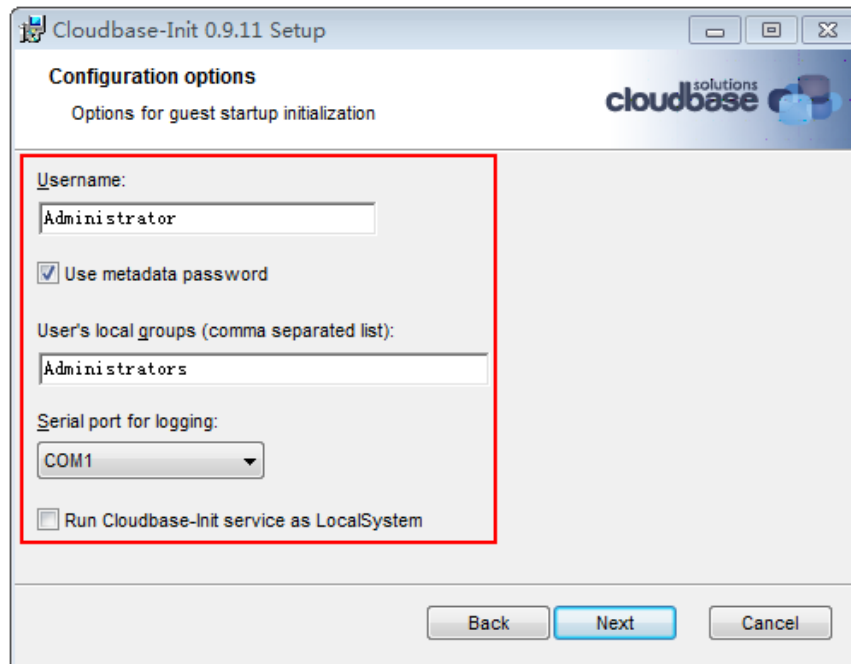 Cloudbase-Init 0.9.11 Setup
Configuration options
Options for guest startup initialization
solutions
cloudbase
Username:
Administrator
Use metadata password
User's local groups (comma separated list):
Administrators
Serial port for logging:
COM1
Run Cloudbase-Init service as LocalSystem
Back Next Cancel